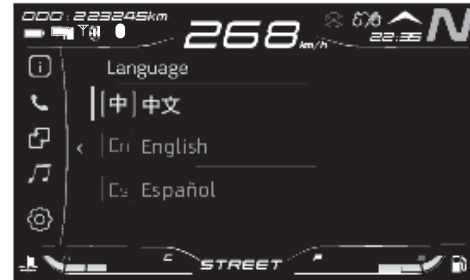 ODO:223245km
268 km/h
22:35
N
Language
[中] 中文
En English
Es Español
C STREET